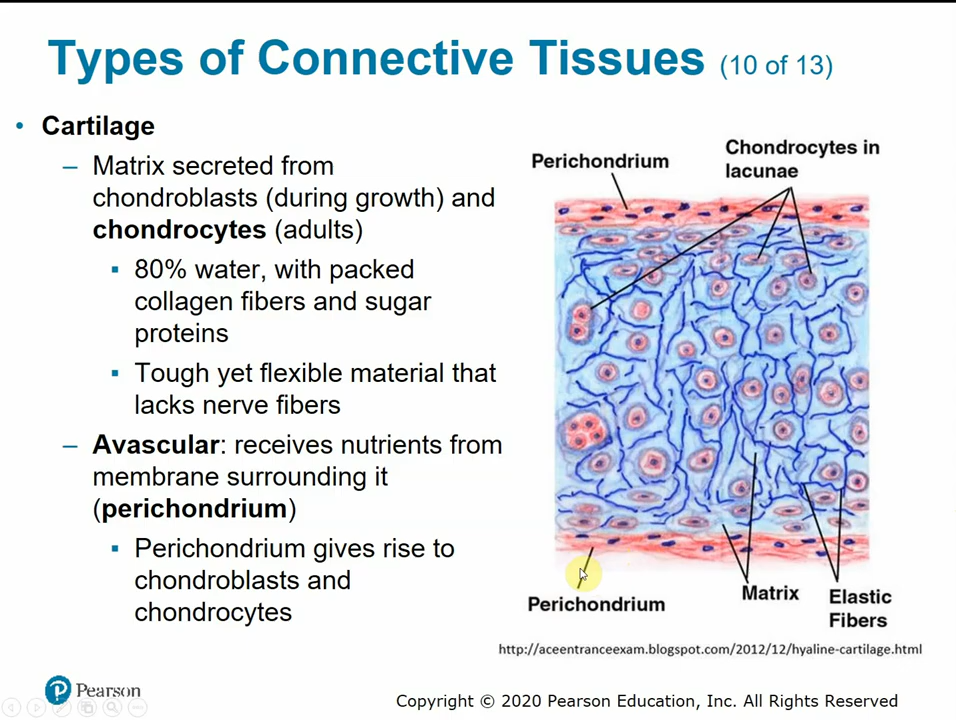 Types of Connective Tissues (10 of 13)
• Cartilage
– Matrix secreted from
chondroblasts (during growth) and
chondrocytes (adults)
▪ 80% water, with packed
collagen fibers and sugar
proteins
▪ Tough yet flexible material that
lacks nerve fibers
– Avascular: receives nutrients from
membrane surrounding it
(perichondrium)
▪ Perichondrium gives rise to
chondroblasts and
chondrocytes
Perichondrium
Chondrocytes in
lacunae
Perichondrium
Matrix
Elastic
Fibers
http://aceentranceexam.blogspot.com/2012/12/hyaline-cartilage.html
Pearson
Copyright © 2020 Pearson Education, Inc. All Rights Reserved